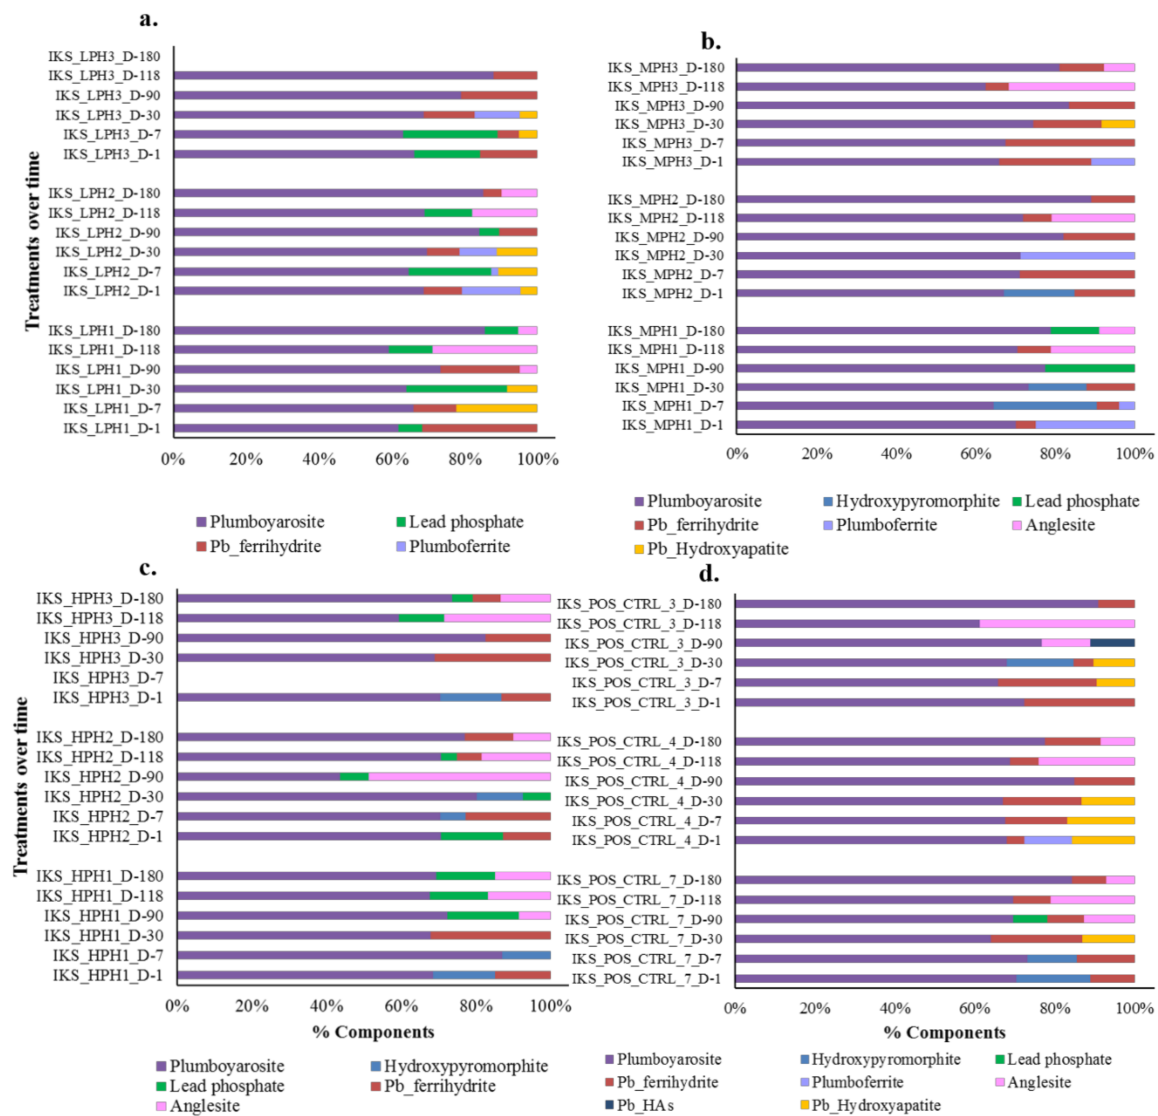 a.
Treatments over time
IKS_LPH3_D-180
IKS_LPH3_D-118
IKS_LPH3_D-90
IKS_LPH3_D-30
IKS_LPH3_D-7
IKS_LPH3_D-1
IKS_LPH2_D-180
IKS_LPH2_D-118
IKS_LPH2_D-90
IKS_LPH2_D-30
IKS_LPH2_D-7
IKS_LPH2_D-1
IKS_LPH1_D-180
IKS_LPH1_D-118
IKS_LPH1_D-90
IKS_LPH1_D-30
IKS_LPH1_D-7
IKS_LPH1_D-1
0% 20% 40% 60% 80% 100%
Plumboyarosite Lead phosphate
Pb_ferrihydrite Plumboferrite
b.
IKS_MPH3_D-180
IKS_MPH3_D-118
IKS_MPH3_D-90
IKS_MPH3_D-30
IKS_MPH3_D-7
IKS_MPH3_D-1
IKS_MPH2_D-180
IKS_MPH2_D-118
IKS_MPH2_D-90
IKS_MPH2_D-30
IKS_MPH2_D-7
IKS_MPH2_D-1
IKS_MPH1_D-180
IKS_MPH1_D-118
IKS_MPH1_D-90
IKS_MPH1_D-30
IKS_MPH1_D-7
IKS_MPH1_D-1
0% 20% 40% 60% 80% 100%
Plumboyarosite Hydroxypyromorphite Lead phosphate
Pb_ferrihydrite Plumboferrite Anglesite
Pb_Hydroxyapatite
c.
Treatments over time
IKS_HPH3_D-180
IKS_HPH3_D-118
IKS_HPH3_D-90
IKS_HPH3_D-30
IKS_HPH3_D-7
IKS_HPH3_D-1
IKS_HPH2_D-180
IKS_HPH2_D-118
IKS_HPH2_D-90
IKS_HPH2_D-30
IKS_HPH2_D-7
IKS_HPH2_D-1
IKS_HPH1_D-180
IKS_HPH1_D-118
IKS_HPH1_D-90
IKS_HPH1_D-30
IKS_HPH1_D-7
IKS_HPH1_D-1
0% 20% 40% 60% 80% 100%
% Components
Plumboyarosite Hydroxypyromorphite
Lead phosphate Pb_ferrihydrite
Anglesite
d.
IKS_POS_CTRL_3_D-180
IKS_POS_CTRL_3_D-118
IKS_POS_CTRL_3_D-90
IKS_POS_CTRL_3_D-30
IKS_POS_CTRL_3_D-7
IKS_POS_CTRL_3_D-1
IKS_POS_CTRL_4_D-180
IKS_POS_CTRL_4_D-118
IKS_POS_CTRL_4_D-90
IKS_POS_CTRL_4_D-30
IKS_POS_CTRL_4_D-7
IKS_POS_CTRL_4_D-1
IKS_POS_CTRL_7_D-180
IKS_POS_CTRL_7_D-118
IKS_POS_CTRL_7_D-90
IKS_POS_CTRL_7_D-30
IKS_POS_CTRL_7_D-7
IKS_POS_CTRL_7_D-1
0% 20% 40% 60% 80% 100%
% Components
Plumboyarosite Hydroxypyromorphite Lead phosphate
Pb_ferrihydrite Plumboferrite Anglesite
Pb_HAs Pb_Hydroxyapatite